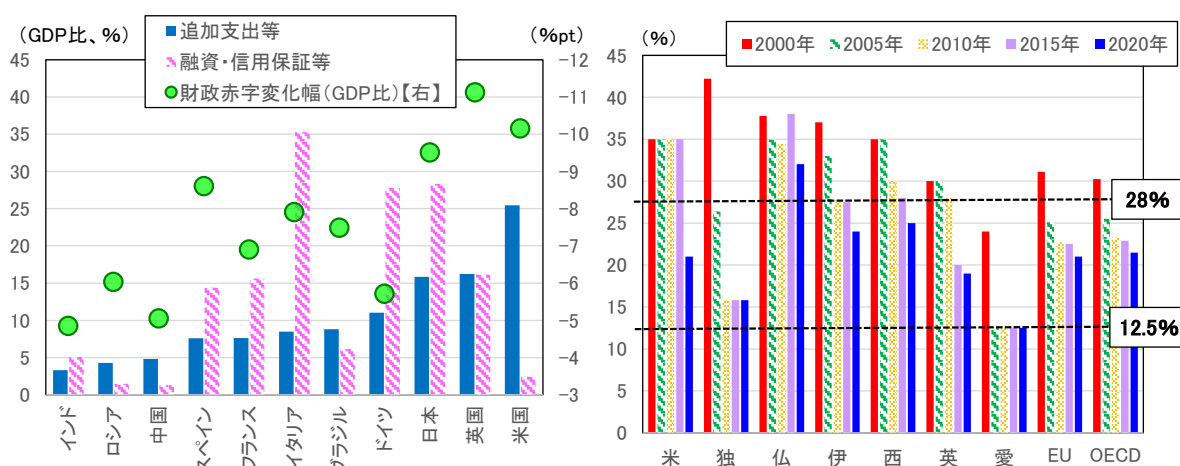 （GDP比、％）
（％pt）
追加支出等
融資・信用保証等
財政赤字変化幅（GDP比）【右】
45
40
35
30
25
20
15
10
5
0
−12
−11
−10
−9
−8
−7
−6
−5
−4
−3
インド
ロシア
中国
スペイン
フランス
イタリア
ブラジル
ドイツ
日本
英国
米国
（％）
2000年 2005年 2010年 2015年 2020年
45
40
35
30
25
20
15
10
5
0
28%
12.5%
米 独 仏 伊 西 英 愛 EU OECD